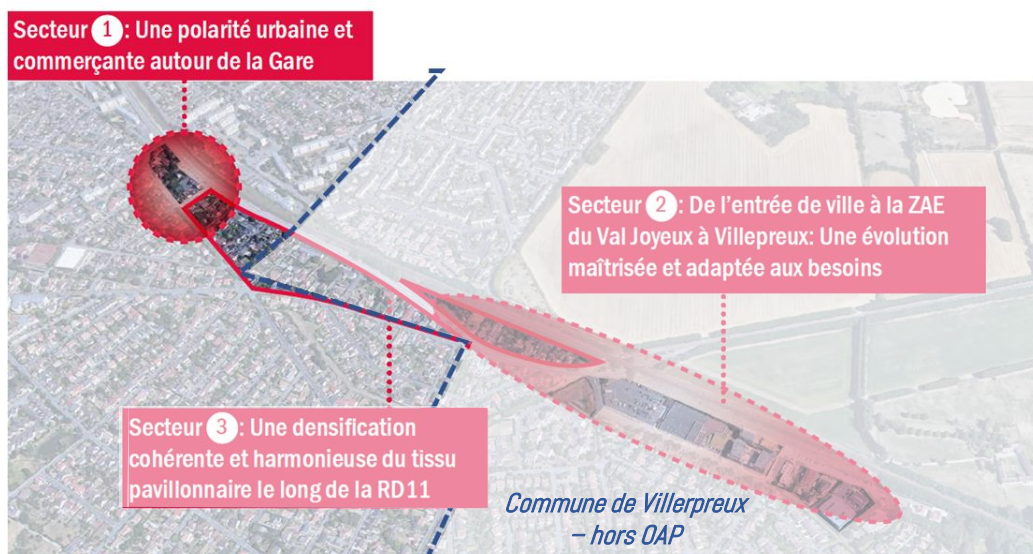 Secteur 1 : Une polarité urbaine et
commerçante autour de la Gare
Secteur 2 : De l'entrée de ville à la ZAE
du Val Joyeux à Villepreux: Une évolution
maîtrisée et adaptée aux besoins
Secteur 3 : Une densification
cohérente et harmonieuse du tissu
pavillonnaire le long de la RD11
Commune de Villerpreux
– hors OAP